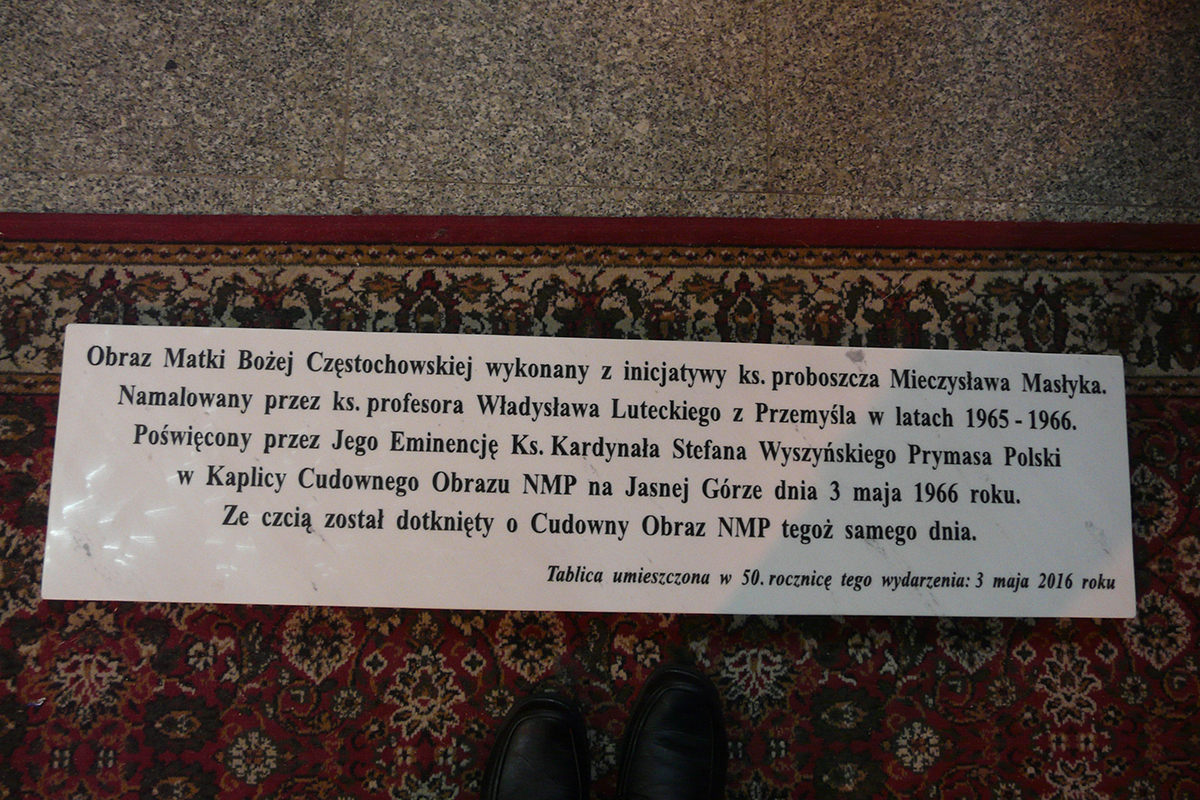 Obraz Matki Bożej Częstochowskiej wykonany z inicjatywy ks. proboszcza Mieczysława Masłyka.
Namalowany przez ks. profesora Władysława Luteckiego z Przemyśla w latach 1965 - 1966.
Poświęcony przez Jego Eminencję Ks. Kardynała Stefana Wyszyńskiego Prymasa Polski
w Kaplicy Cudownego Obrazu NMP na Jasnej Górze dnia 3 maja 1966 roku.
Ze czcią został dotknięty o Cudowny Obraz NMP tegoż samego dnia.
Tablica umieszczona w 50. rocznicę tego wydarzenia: 3 maja 2016 roku